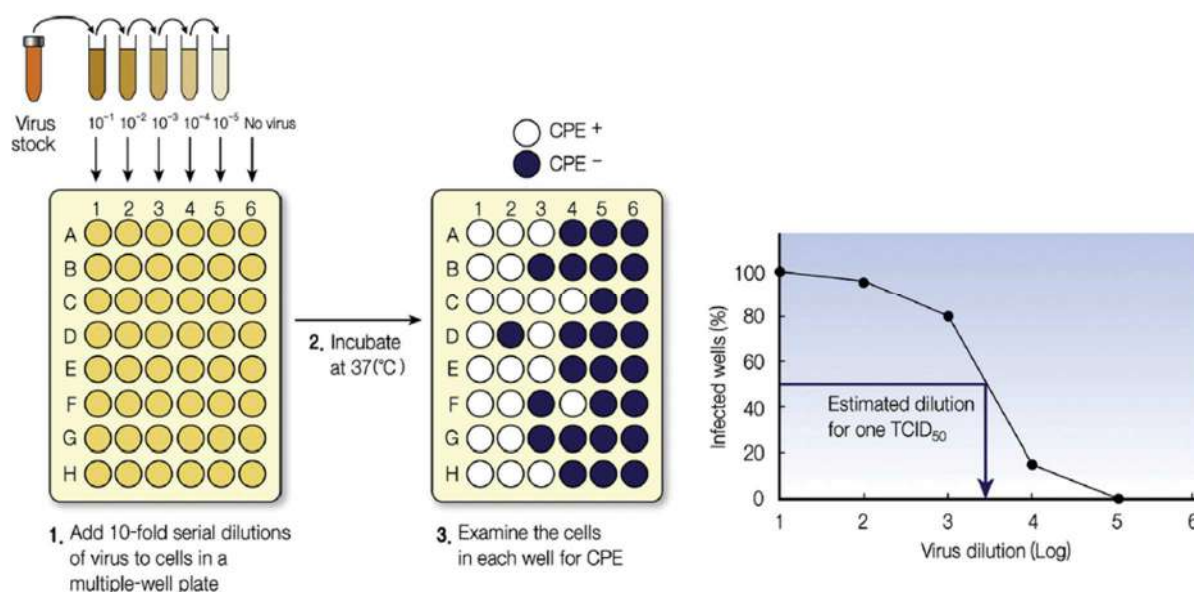 Virus
stock
10⁻¹ 10⁻² 10⁻³ 10⁻⁴ 10⁻⁵ No virus
1 2 3 4 5 6
A
B
C
D
E
F
G
H
1. Add 10-fold serial dilutions
of virus to cells in a
multiple-well plate
2. Incubate
at 37(℃)
CPE +
CPE −
1 2 3 4 5 6
A
B
C
D
E
F
G
H
3. Examine the cells
in each well for CPE
Infected wells (%)
100
80
60
40
20
0
Estimated dilution
for one TCID₅₀
1 2 3 4 5 6
Virus dilution (Log)